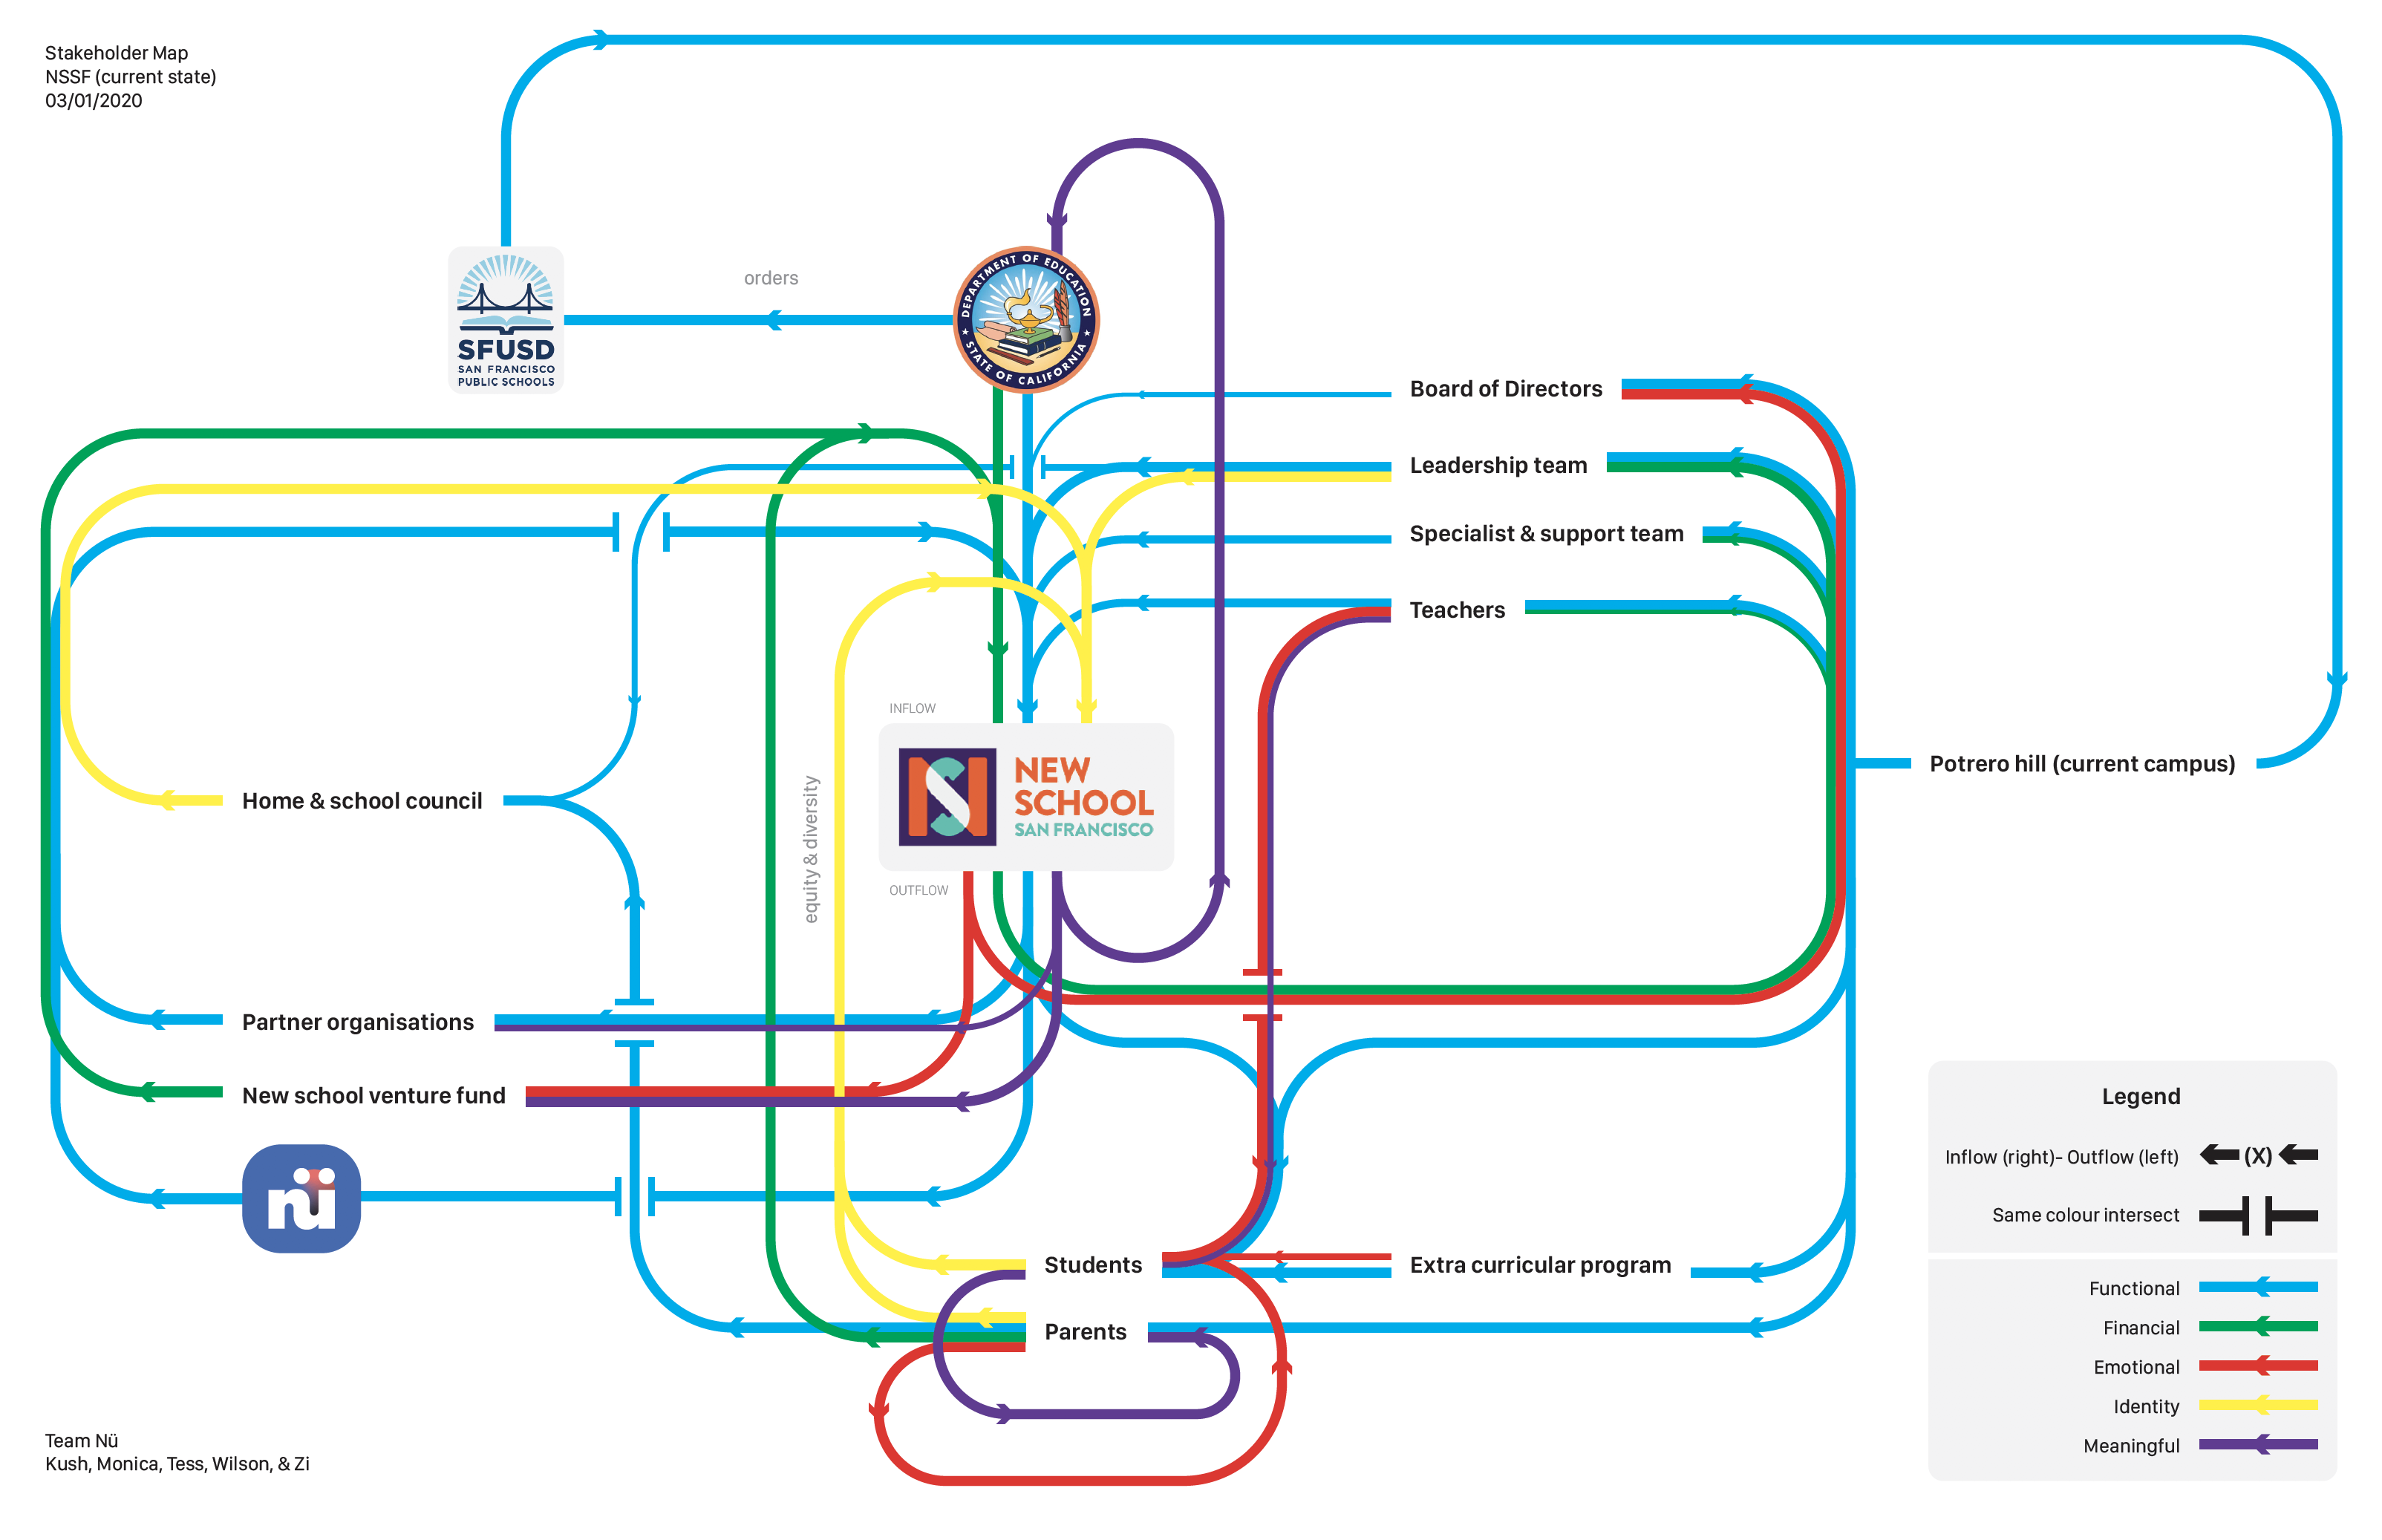 Stakeholder Map
NSSF (current state)
03/01/2020
orders
SFUSD
SAN FRANCISCO
PUBLIC SCHOOLS
DEPARTMENT OF EDUCATION
STATE OF CALIFORNIA
Board of Directors
Leadership team
Specialist & support team
Teachers
INFLOW
NEW
SCHOOL
SAN FRANCISCO
OUTFLOW
equity & diversity
Potrero hill (current campus)
Home & school council
Partner organisations
New school venture fund
nü
Students
Extra curricular program
Parents
Legend
Inflow (right)- Outflow (left)
(X)
Same colour intersect
Functional
Financial
Emotional
Identity
Meaningful
Team Nü
Kush, Monica, Tess, Wilson, & Zi